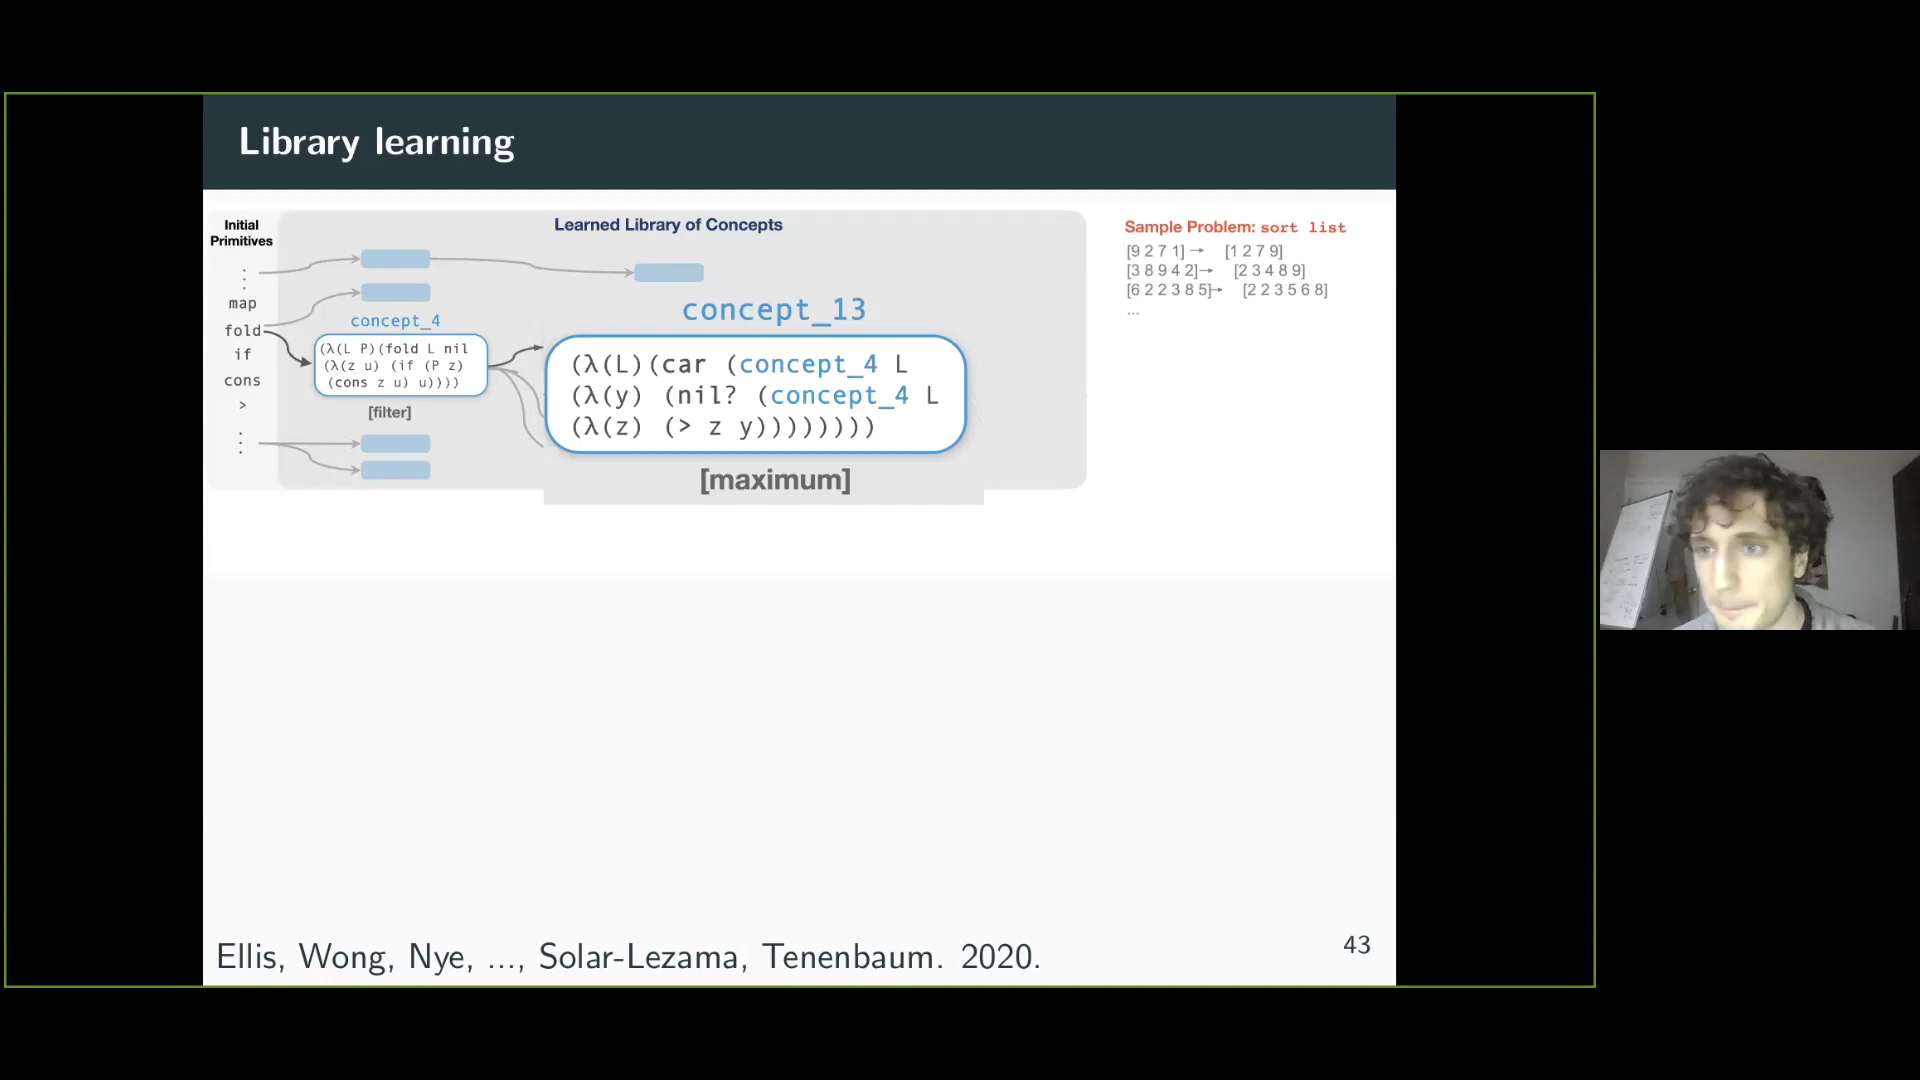 Library learning
Initial
Primitives
Learned Library of Concepts
map
fold
if
cons
>
concept_4
(λ(L P)(fold L nil
(λ(z u) (if (P z)
(cons z u) u))))
[filter]
concept_13
(λ(L)(car (concept_4 L
(λ(y) (nil? (concept_4 L
(λ(z) (> z y))))))))
[maximum]
Sample Problem: sort list
[9 2 7 1]→ [1 2 7 9]
[3 8 9 4 2]→ [2 3 4 8 9]
[6 2 2 3 8 5]→ [2 2 3 5 6 8]
...
Ellis, Wong, Nye, ..., Solar-Lezama, Tenenbaum. 2020.
43